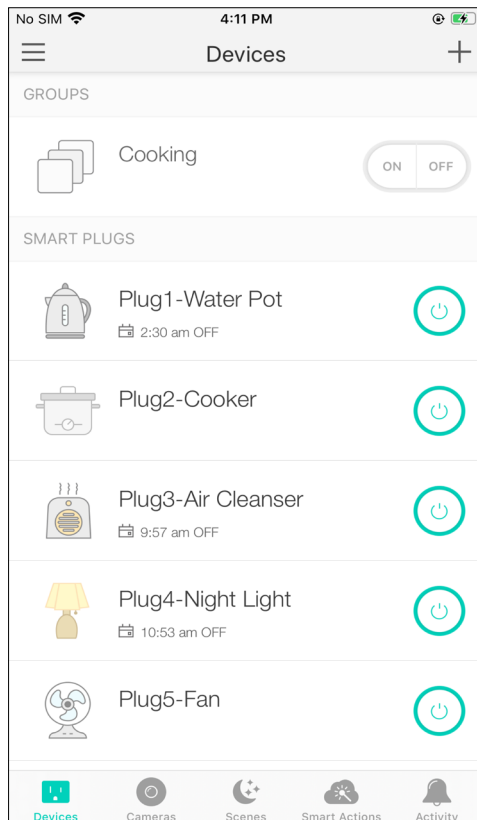 No SIM 4:11 PM
Devices
GROUPS
Cooking
ON OFF
SMART PLUGS
Plug1-Water Pot
2:30 am OFF
Plug2-Cooker
Plug3-Air Cleanser
9:57 am OFF
Plug4-Night Light
10:53 am OFF
Plug5-Fan
Devices Cameras Scenes Smart Actions Activity